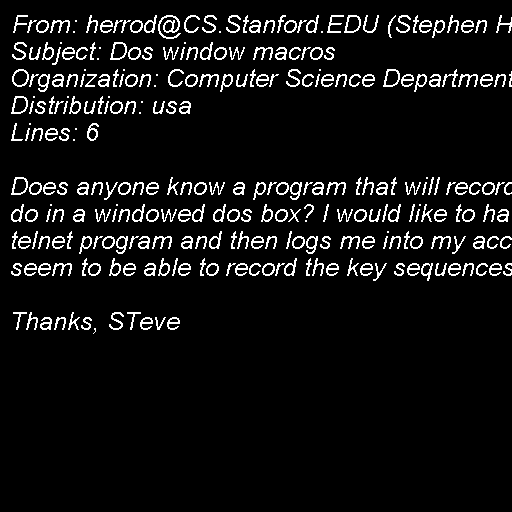 From: herrod@CS.Stanford.EDU (Stephen H
Subject: Dos window macros
Organization: Computer Science Department
Distribution: usa
Lines: 6

Does anyone know a program that will record
do in a windowed dos box? I would like to ha
telnet program and then logs me into my acc
seem to be able to record the key sequences

Thanks, STeve